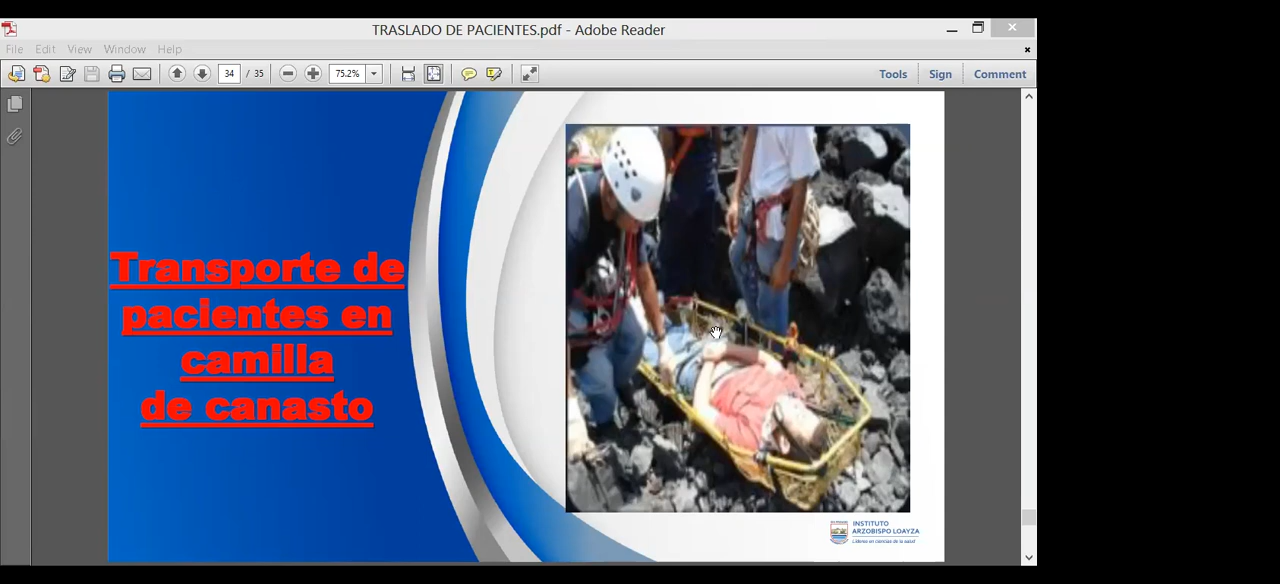 TRASLADO DE PACIENTES.pdf - Adobe Reader
File Edit View Window Help
34 / 35 75.2% Tools Sign Comment
Transporte de
pacientes en
camilla
de canasto
INSTITUTO
ARZOBISPO LOAYZA
Líderes en ciencias de la salud